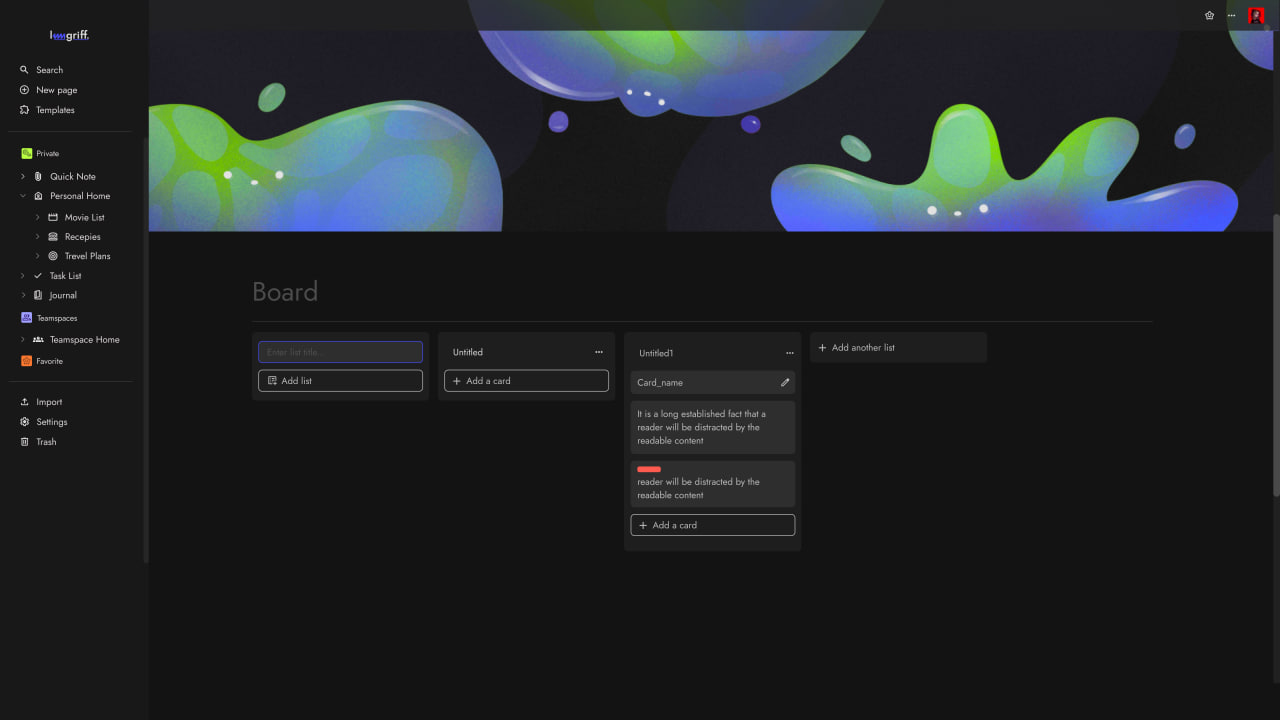 Search
New page
Templates
Private
Quick Note
Personal Home
Movie List
Recepies
Trevel Plans
Task List
Journal
Teamspaces
Teamspace Home
Favorite
Import
Settings
Trash
Board
Enter list title...
Add list
Untitled
Add a card
Untitled1
Card_name
It is a long established fact that a
reader will be distracted by the
readable content
reader will be distracted by the
readable content
Add a card
Add another list